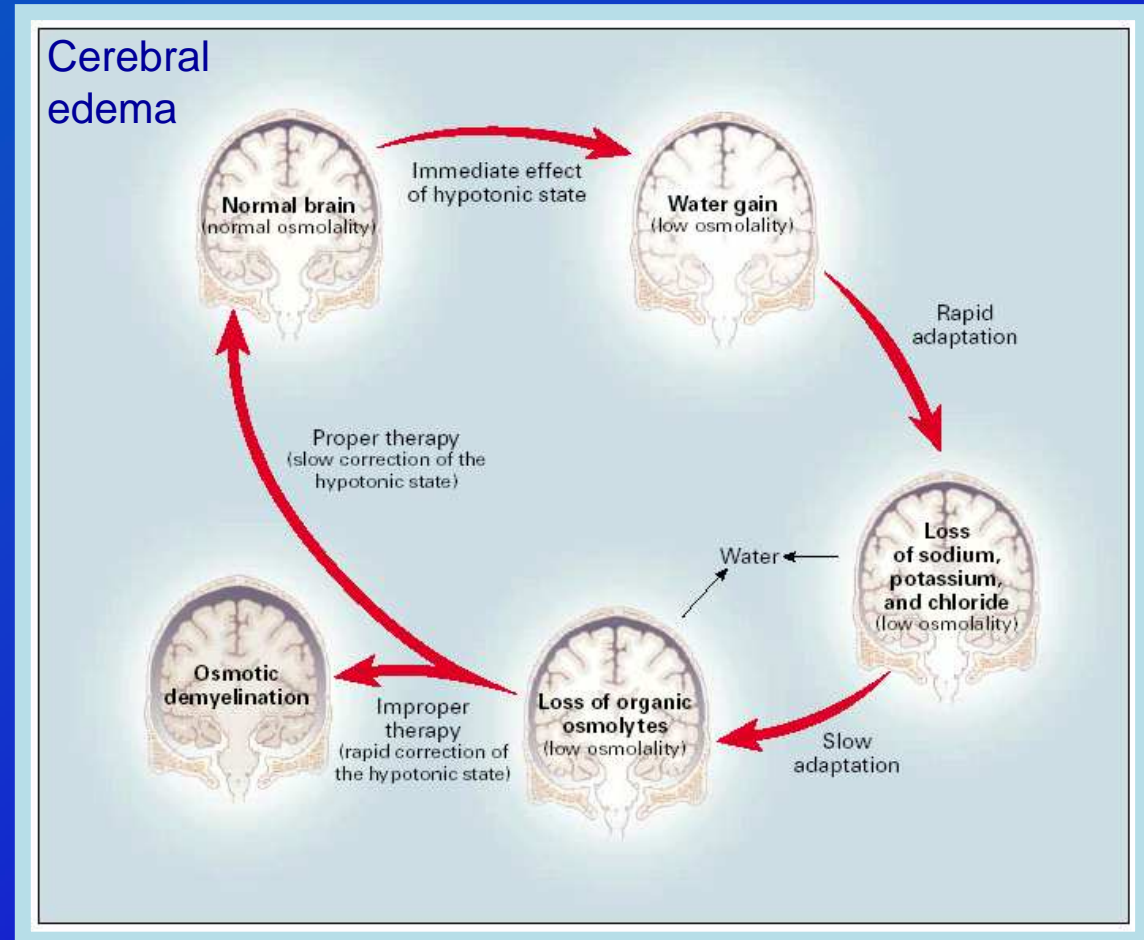 Cerebral
edema
Immediate effect
of hypotonic state
Normal brain
(normal osmolality)
Water gain
(low osmolality)
Rapid
adaptation
Proper therapy
(slow correction of the
hypotonic state)
Water
Loss
of sodium,
potassium,
and chloride
(low osmolality)
Osmotic
demyelination
Improper
therapy
(rapid correction of
the hypotonic state)
Loss of organic
osmolytes
(low osmolality)
Slow
adaptation